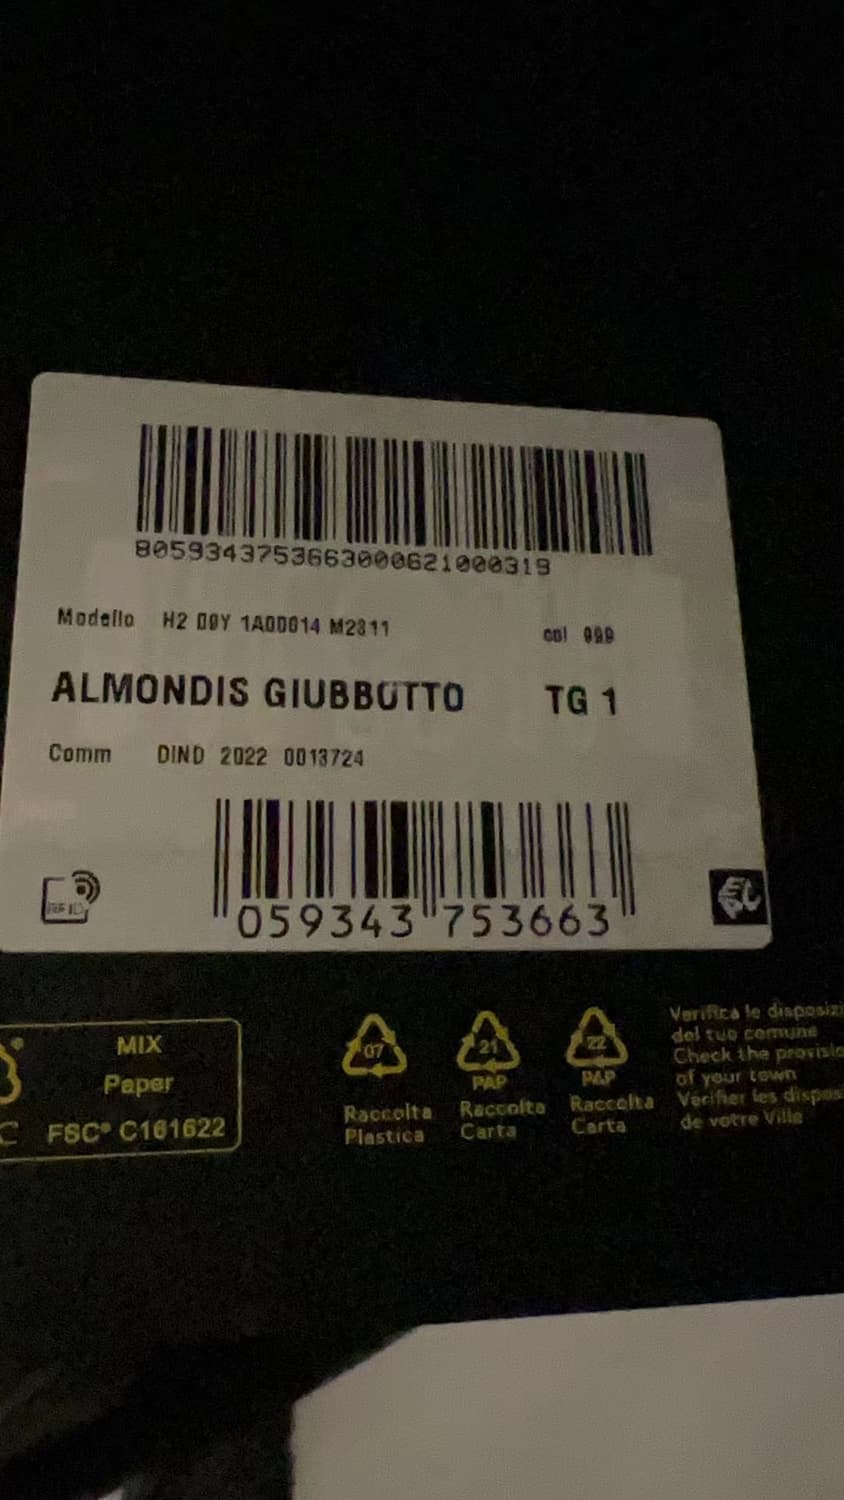 8059343753663000621000319
Modello H2 09Y 1A00014 M2311 col 999
ALMONDIS GIUBBOTTO TG 1
Comm DIND 2022 0013724
RFID
059343 753663
MIX
Paper
FSC® C161622
07
21
PAP
22
PAP
Raccolta
Plastica
Raccolta
Carta
Raccolta
Carta
Verifica le
del tuo comune
Check the
of your town
Vérifier les
de votre Ville